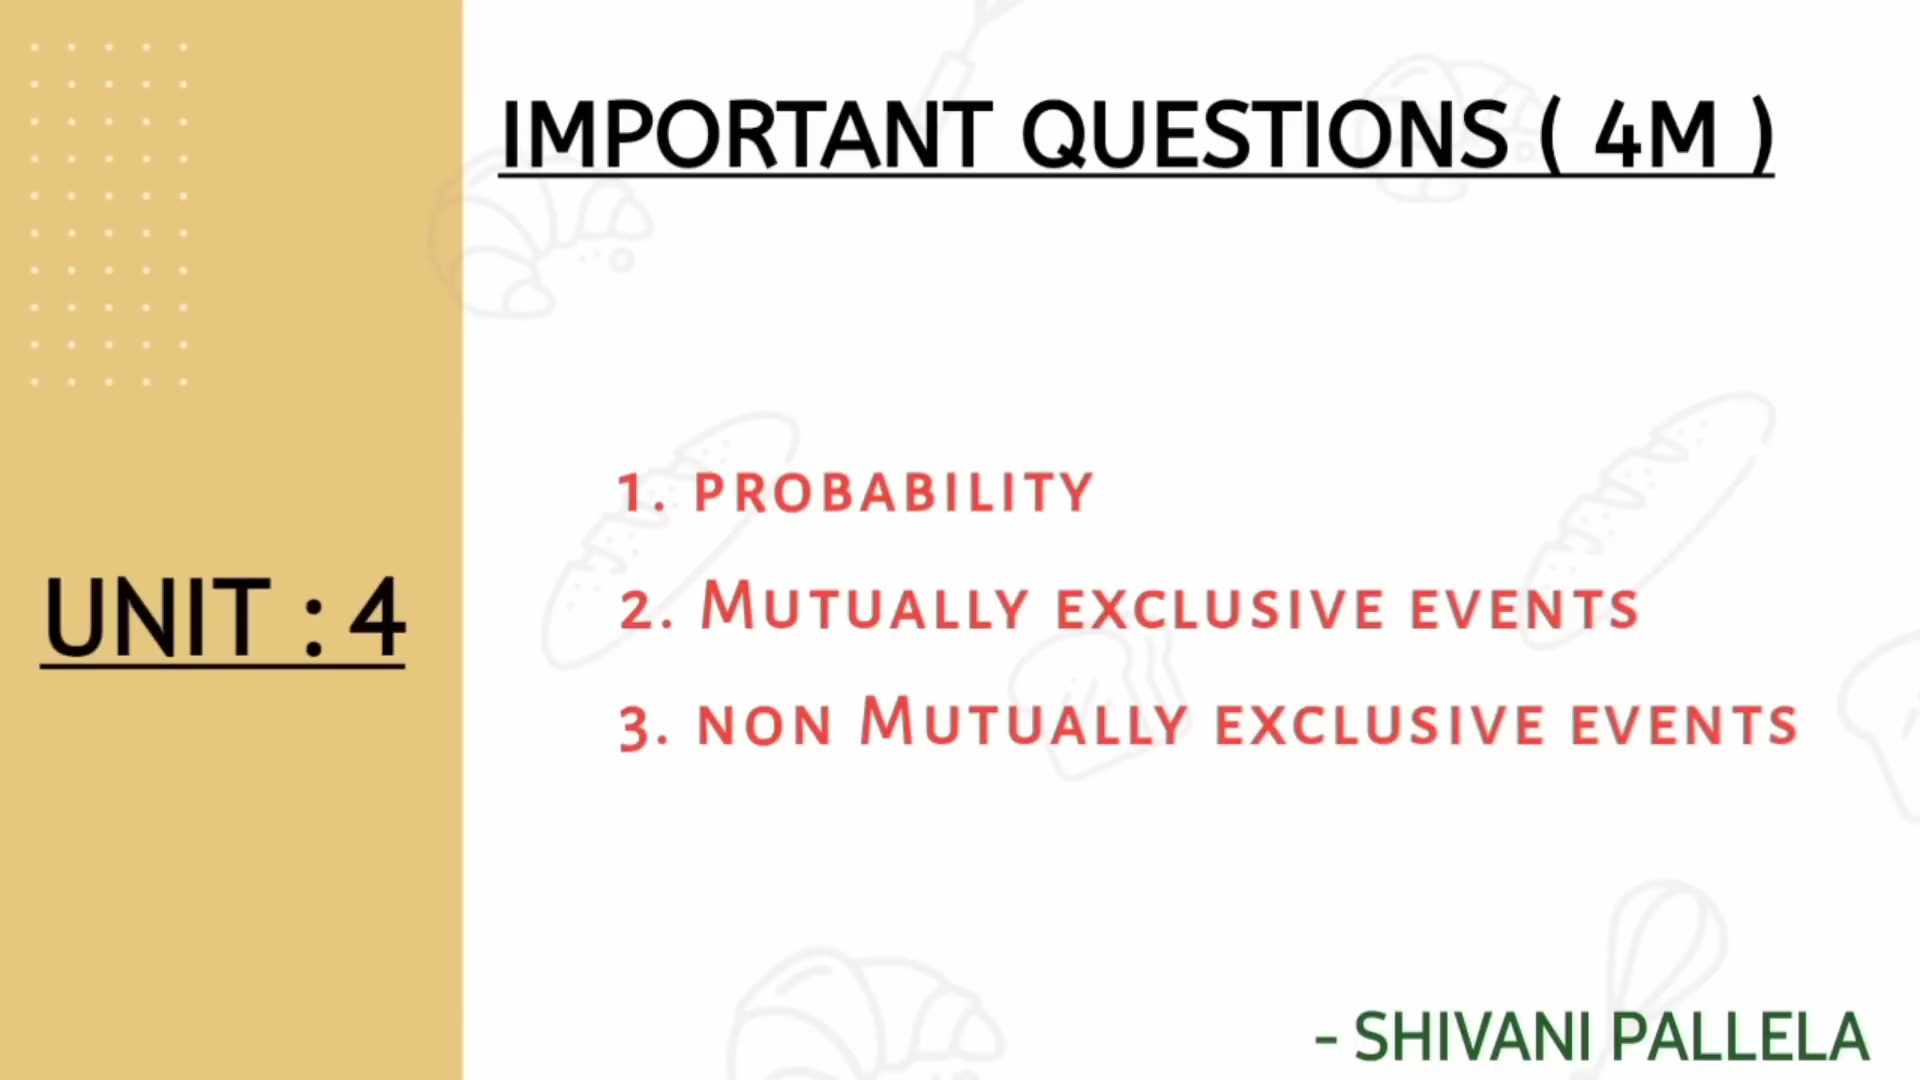 IMPORTANT QUESTIONS ( 4M )
UNIT : 4
1. PROBABILITY
2. MUTUALLY EXCLUSIVE EVENTS
3. NON MUTUALLY EXCLUSIVE EVENTS
- SHIVANI PALLELA